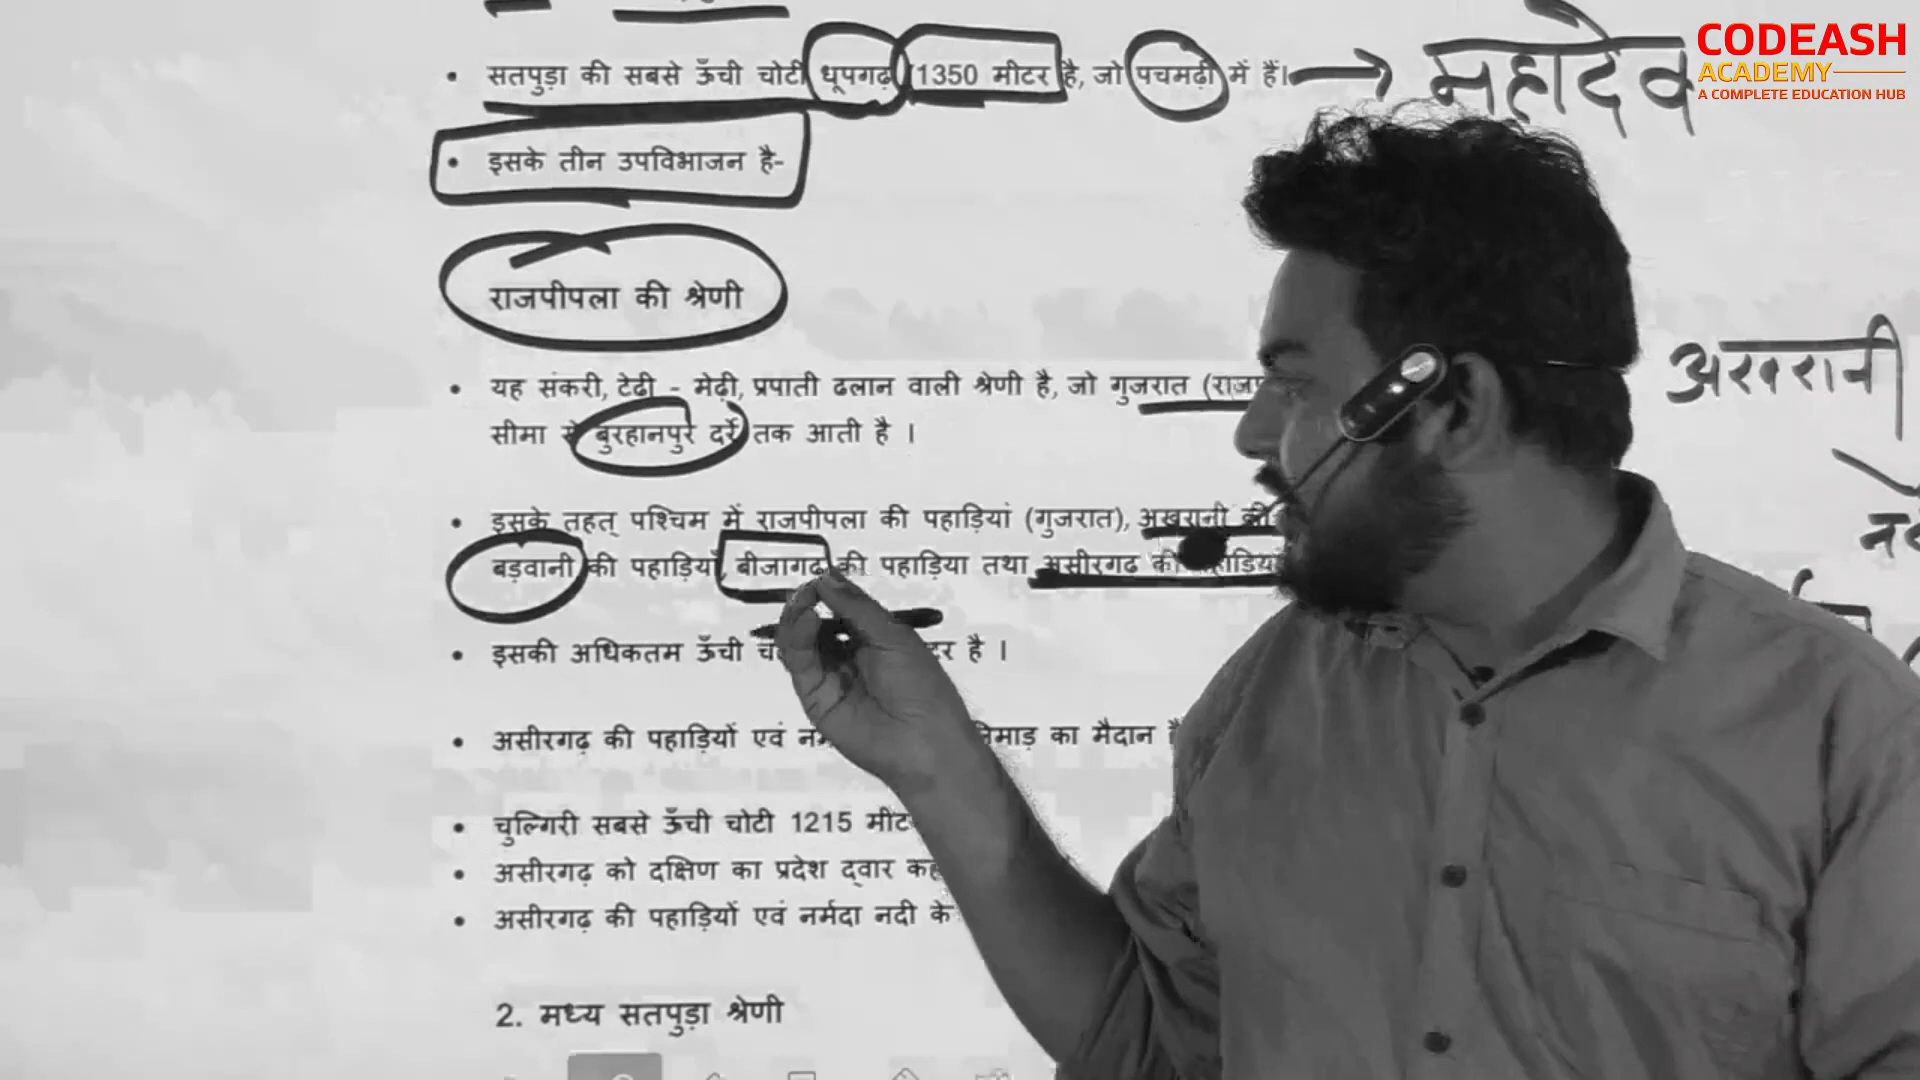 सतपुड़ा की सबसे ऊँची चोटी धूपगढ़ (1350 मीटर है, जो पचमढ़ी में हैं। महादेव
CODEASH
ACADEMY
A COMPLETE EDUCATION HUB
इसके तीन उपविभाजन है-
राजपीपला की श्रेणी
अखरानी
यह संकरी, टेढी - मेढ़ी, प्रपाती ढलान वाली श्रेणी है, जो गुजरात
सीमा से बुरहानपुर दर्रे तक आती है ।
इसके तहत् पश्चिम में राजपीपला की पहाड़ियां (गुजरात), अखरानी की
बड़वानी की पहाड़ियाँ, बीजागढ़ की पहाड़िया तथा असीरगढ की
इसकी अधिकतम ऊँची है ।
असीरगढ़ की पहाड़ियों एवं का मैदान
चुल्गिरी सबसे ऊँची चोटी 1215
असीरगढ़ को दक्षिण का प्रदेश द्वार
असीरगढ़ की पहाड़ियों एवं नर्मदा नदी के
2. मध्य सतपुड़ा श्रेणी